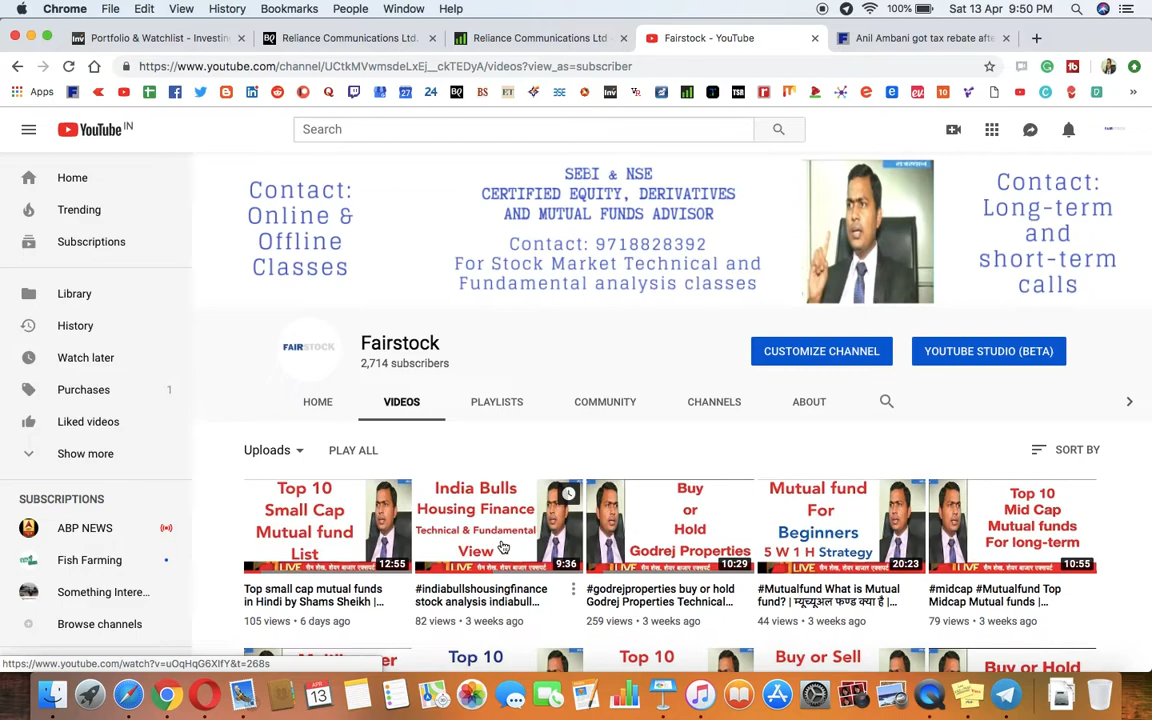 Chrome File Edit View History Bookmarks People Window Help 100% Sat 13 Apr 9:50 PM
Portfolio & Watchlist - Investin
Reliance Communications Ltd.
Reliance Communications Ltd
Fairstock - YouTube
Anil Ambani got tax rebate afte
https://www.youtube.com/channel/UCtkMVwmsdeLxEj__ckTEDyA/videos?view_as=subscriber
Apps
YouTube IN
Search
Home
Trending
Subscriptions
Library
History
Watch later
Purchases 1
Liked videos
Show more
SUBSCRIPTIONS
ABP NEWS
Fish Farming
Something Intere...
Browse channels
Contact:
Online &
Offline
Classes
SEBI & NSE
CERTIFIED EQUITY, DERIVATIVES
AND MUTUAL FUNDS ADVISOR
Contact: 9718828392
For Stock Market Technical and
Fundamental analysis classes
Contact:
Long-term
and
short-term
calls
FAIRSTOCK
Fairstock
2,714 subscribers
CUSTOMIZE CHANNEL
YOUTUBE STUDIO (BETA)
HOME VIDEOS PLAYLISTS COMMUNITY CHANNELS ABOUT
Uploads PLAY ALL SORT BY
Top 10
Small Cap
Mutual fund
List
12:55
Top small cap mutual funds
in Hindi by Shams Sheikh |...
105 views • 6 days ago
India Bulls
Housing Finance
Technical & Fundamental
View
9:36
#indiabullshousingfinance
stock analysis indiabull...
82 views • 3 weeks ago
Buy
or
Hold
Godrej Properties
10:29
#godrejproperties buy or hold
Godrej Properties Technical...
259 views • 3 weeks ago
Mutual fund
For
Beginners
5 W 1 H Strategy
20:23
#Mutualfund What is Mutual
fund? | म्यूच्यूअल फण्ड क्या है |...
44 views • 3 weeks ago
Top 10
Mid Cap
Mutual funds
For long-term
10:55
#midcap #Mutualfund Top
Midcap Mutual funds |...
79 views • 3 weeks ago
Top 10
Top 10
Buy or Sell
Buy or Hold
https://www.youtube.com/watch?v=uOqHqG6XIfY&t=268s